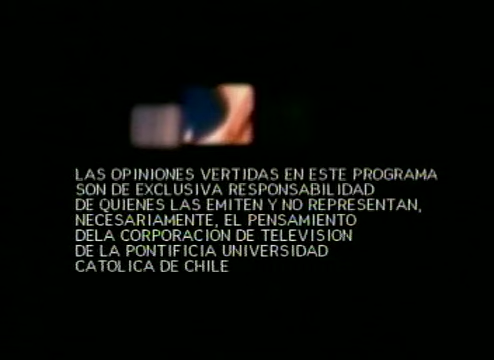 LAS OPINIONES VERTIDAS EN ESTE PROGRAMA
SON DE EXCLUSIVA RESPONSABILIDAD
DE QUIENES LAS EMITEN Y NO REPRESENTAN,
NECESARIAMENTE, EL PENSAMIENTO
DELA CORPORACION DE TELEVISION
DE LA PONTIFICIA UNIVERSIDAD
CATOLICA DE CHILE